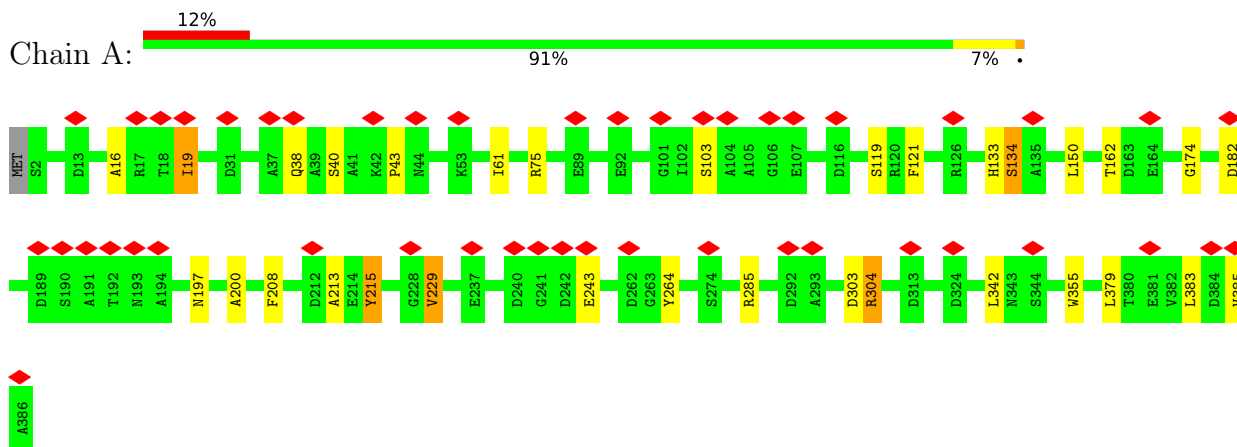 12%
Chain A:
91% 7% •
MET S2 D13 A16 R17 T18 I19 D31 A37 Q38 A39 S40 A41 K42 P43 N44 K53 I61 R75 E89 E92 G101 I102 S103 A104 A105 G106 E107 D116 S119 R120 F121 R126 H133 S134 A135 L150 T162 D163 E164 G174 D182
D189 S190 A191 T192 N193 A194 N197 A200 F208 D212 A213 E214 Y215 G228 V229 E237 D240 G241 D242 E243 D262 G263 Y264 S274 R285 D292 A293 D303 R304 D313 D324 L342 N343 S344 W355 L379 T380 E381 V382 L383 D384
A386